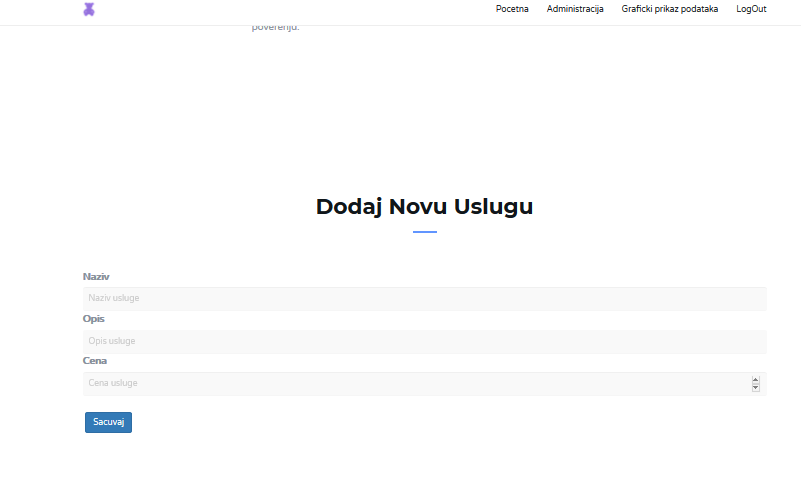 Pocetna Administracija Graficki prikaz podataka LogOut
poverenju.
Dodaj Novu Uslugu
Naziv
Naziv usluge
Opis
Opis usluge
Cena
Cena usluge
Sacuvaj